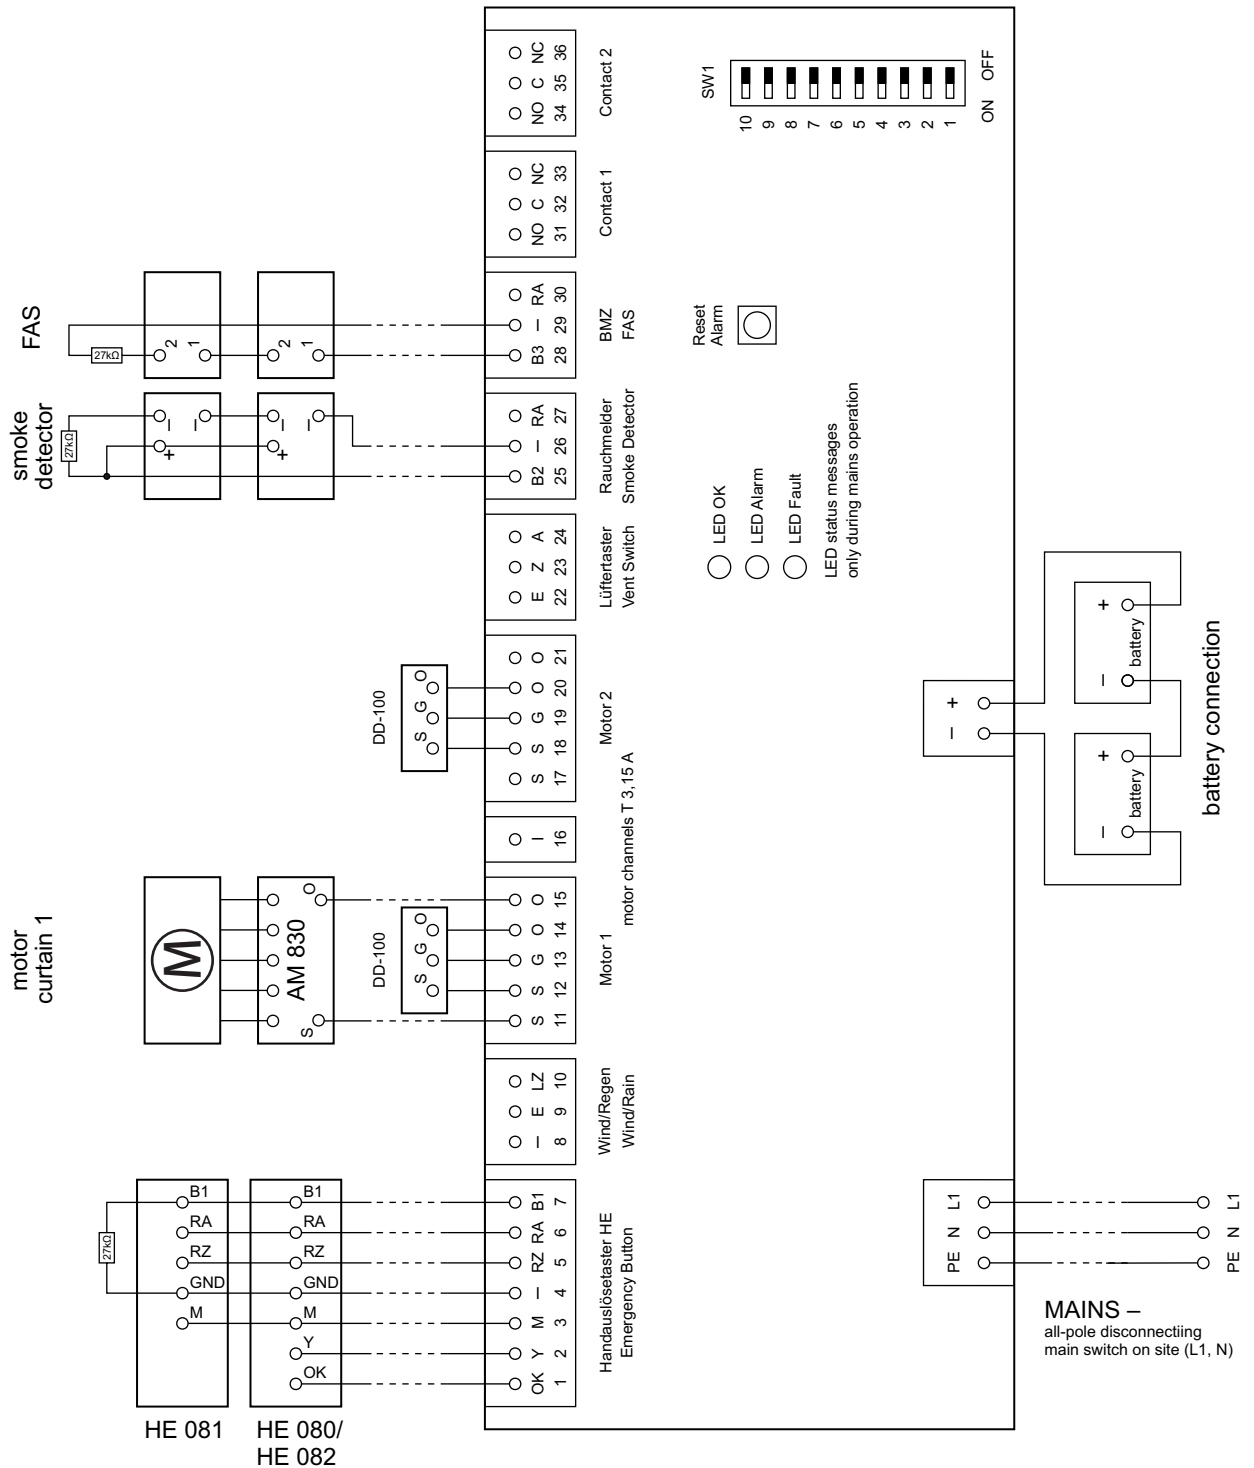 FAS
27kΩ
2
1
2
1
smoke
detector
27kΩ
–
+
–
–
+
–
motor
curtain 1
M
AM 830
S
O
DD-100
S G O
DD-100
S G O
27kΩ
B1
RA
RZ
GND
M
B1
RA
RZ
GND
M
Y
OK
HE 081
HE 080/
HE 082
NO C NC
34 35 36
Contact 2
NO C NC
31 32 33
Contact 1
B3 – RA
28 29 30
BMZ
FAS
B2 – RA
25 26 27
Rauchmelder
Smoke Detector
E Z A
22 23 24
Lüftertaster
Vent Switch
S S G O O
17 18 19 20 21
Motor 2
–
16
motor channels T 3,15 A
S S G O O
11 12 13 14 15
Motor 1
– E LZ
8 9 10
Wind/Regen
Wind/Rain
OK Y M – RZ RA B1
1 2 3 4 5 6 7
Handauslösetaster HE
Emergency Button
SW1
10
9
8
7
6
5
4
3
2
1
ON OFF
Reset
Alarm
LED OK
LED Alarm
LED Fault
LED status messages
only during mains operation
– +
– +
battery
– +
battery
battery connection
PE N L1
PE N L1
MAINS –
all-pole disconnectiing
main switch on site (L1, N)